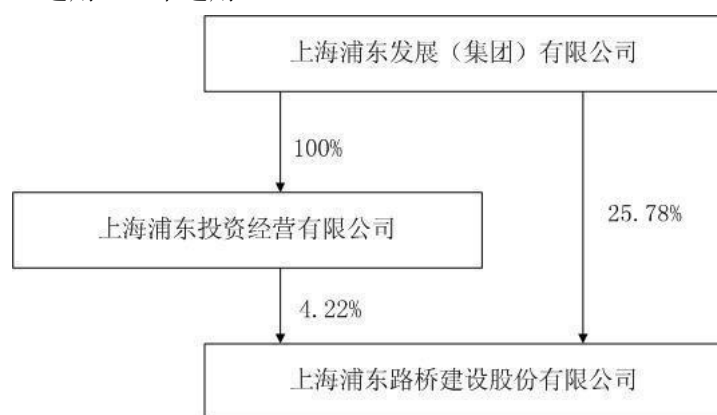 上海浦东发展（集团）有限公司
100%
上海浦东投资经营有限公司
25.78%
4.22%
上海浦东路桥建设股份有限公司